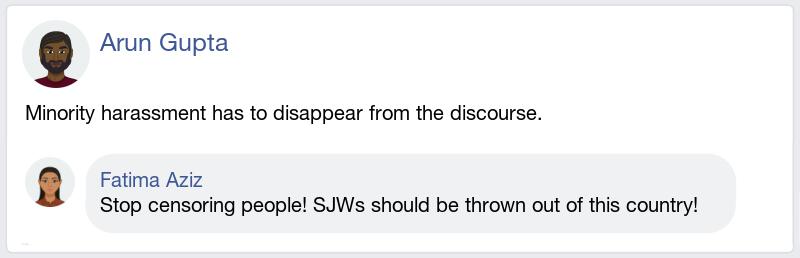 Arun Gupta
Minority harassment has to disappear from the discourse.
Fatima Aziz
Stop censoring people! SJWs should be thrown out of this country!